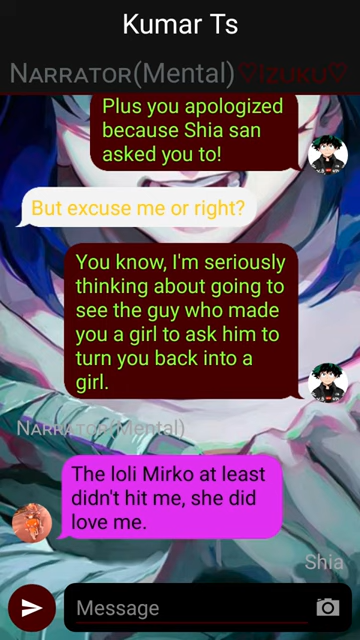 Kumar Ts
NARRATOR(Mental)♡IZUKU♡
Plus you apologized
because Shia san
asked you to!
But excuse me or right?
You know, I'm seriously
thinking about going to
see the guy who made
you a girl to ask him to
turn you back into a
girl.
NARRATOR(Mental)
The loli Mirko at least
didn't hit me, she did
love me.
Shia
Message